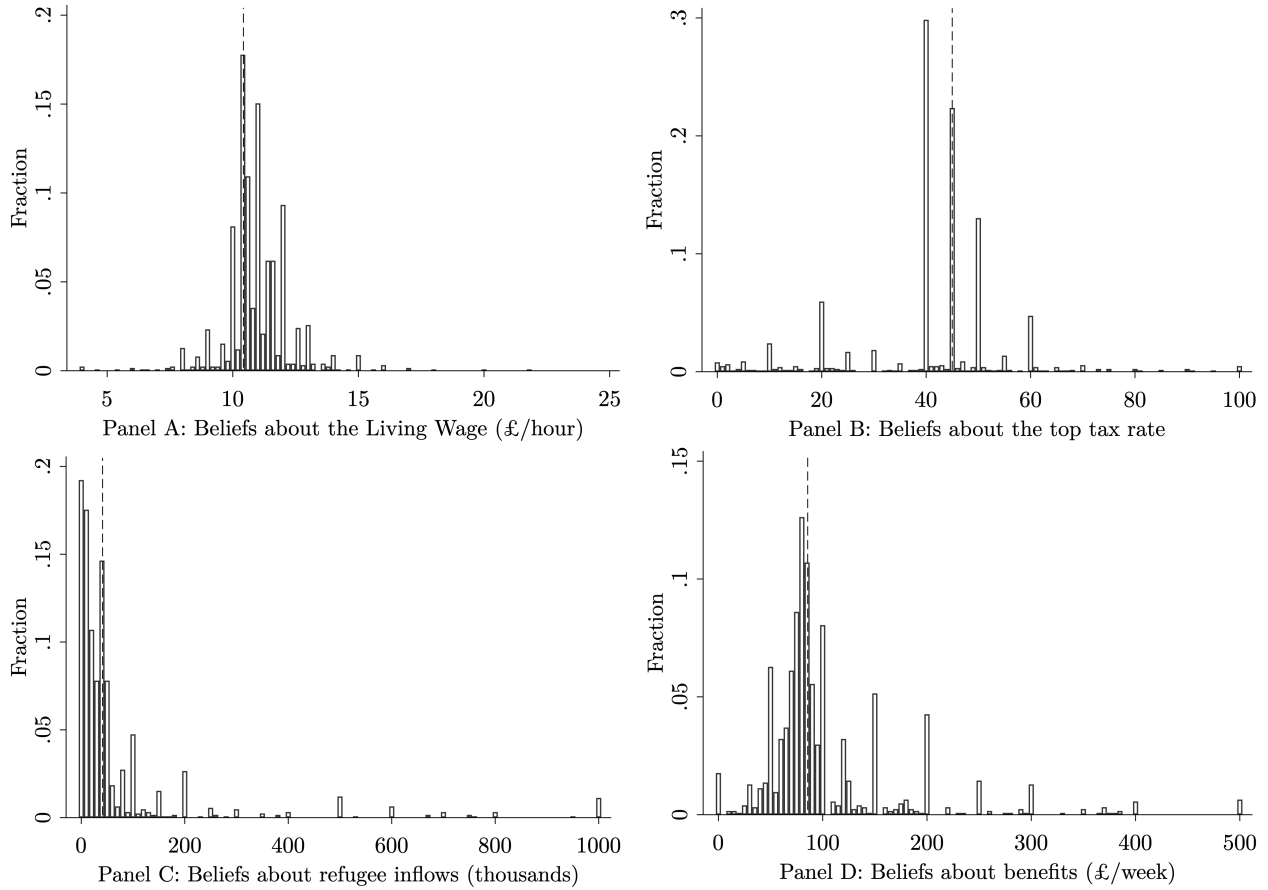 .2
.15
.1
.05
0
Fraction
5 10 15 20 25
Panel A: Beliefs about the Living Wage (£/hour)
.3
.2
.1
0
Fraction
0 20 40 60 80 100
Panel B: Beliefs about the top tax rate
.2
.15
.1
.05
0
Fraction
0 200 400 600 800 1000
Panel C: Beliefs about refugee inflows (thousands)
.15
.1
.05
0
Fraction
0 100 200 300 400 500
Panel D: Beliefs about benefits (£/week)